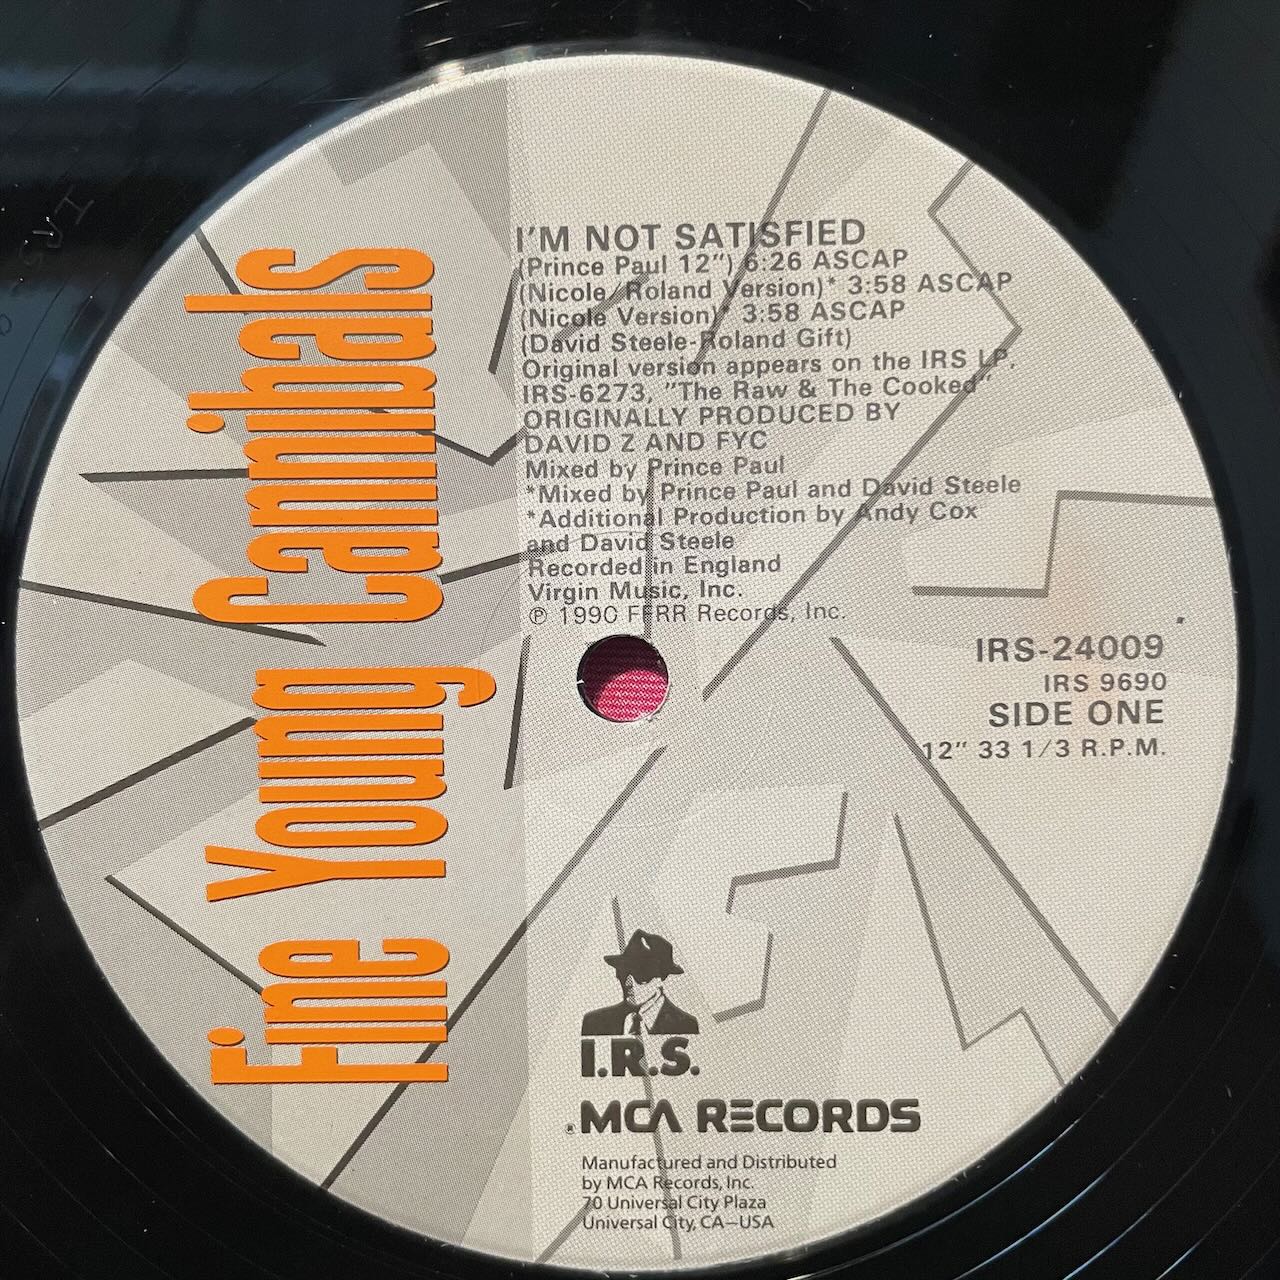 Fine Young Cannibals
I'M NOT SATISFIED
(Prince Paul 12") 6:26 ASCAP
(Nicole/Roland Version)* 3:58 ASCAP
(Nicole Version)* 3:58 ASCAP
(David Steele-Roland Gift)
Original version appears on the IRS LP,
IRS-6273, "The Raw & The Cooked"
ORIGINALLY PRODUCED BY
DAVID Z AND FYC
Mixed by Prince Paul
*Mixed by Prince Paul and David Steele
*Additional Production by Andy Cox
and David Steele
Recorded in England
Virgin Music, Inc.
℗ 1990 FFRR Records, Inc.
IRS-24009
IRS 9690
SIDE ONE
12" 33 1/3 R.P.M.
I.R.S.
®MCA RECORDS
Manufactured and Distributed
by MCA Records, Inc.
70 Universal City Plaza
Universal City, CA–USA